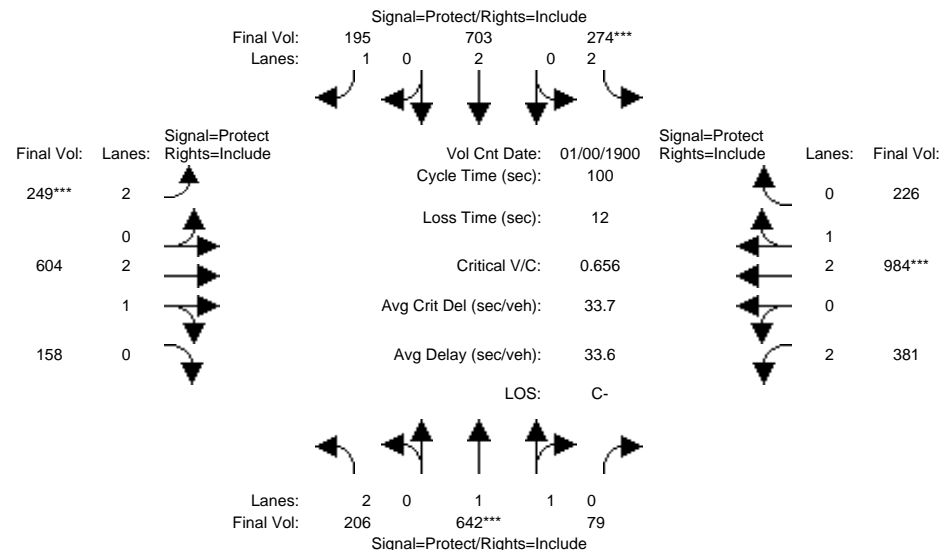 Signal=Protect/Rights=Include
Final Vol: 195 703 274***
Lanes: 1 0 2 0 2
Signal=Protect Signal=Protect
Final Vol: Lanes: Rights=Include Vol Cnt Date: 01/00/1900 Rights=Include Lanes: Final Vol:
Cycle Time (sec): 100
249*** 2 0 226
Loss Time (sec): 12
0 1
604 2 Critical V/C: 0.656 2 984***
1 Avg Crit Del (sec/veh): 33.7 0
158 0 Avg Delay (sec/veh): 33.6 2 381
LOS: C-
Lanes: 2 0 1 1 0
Final Vol: 206 642*** 79
Signal=Protect/Rights=Include